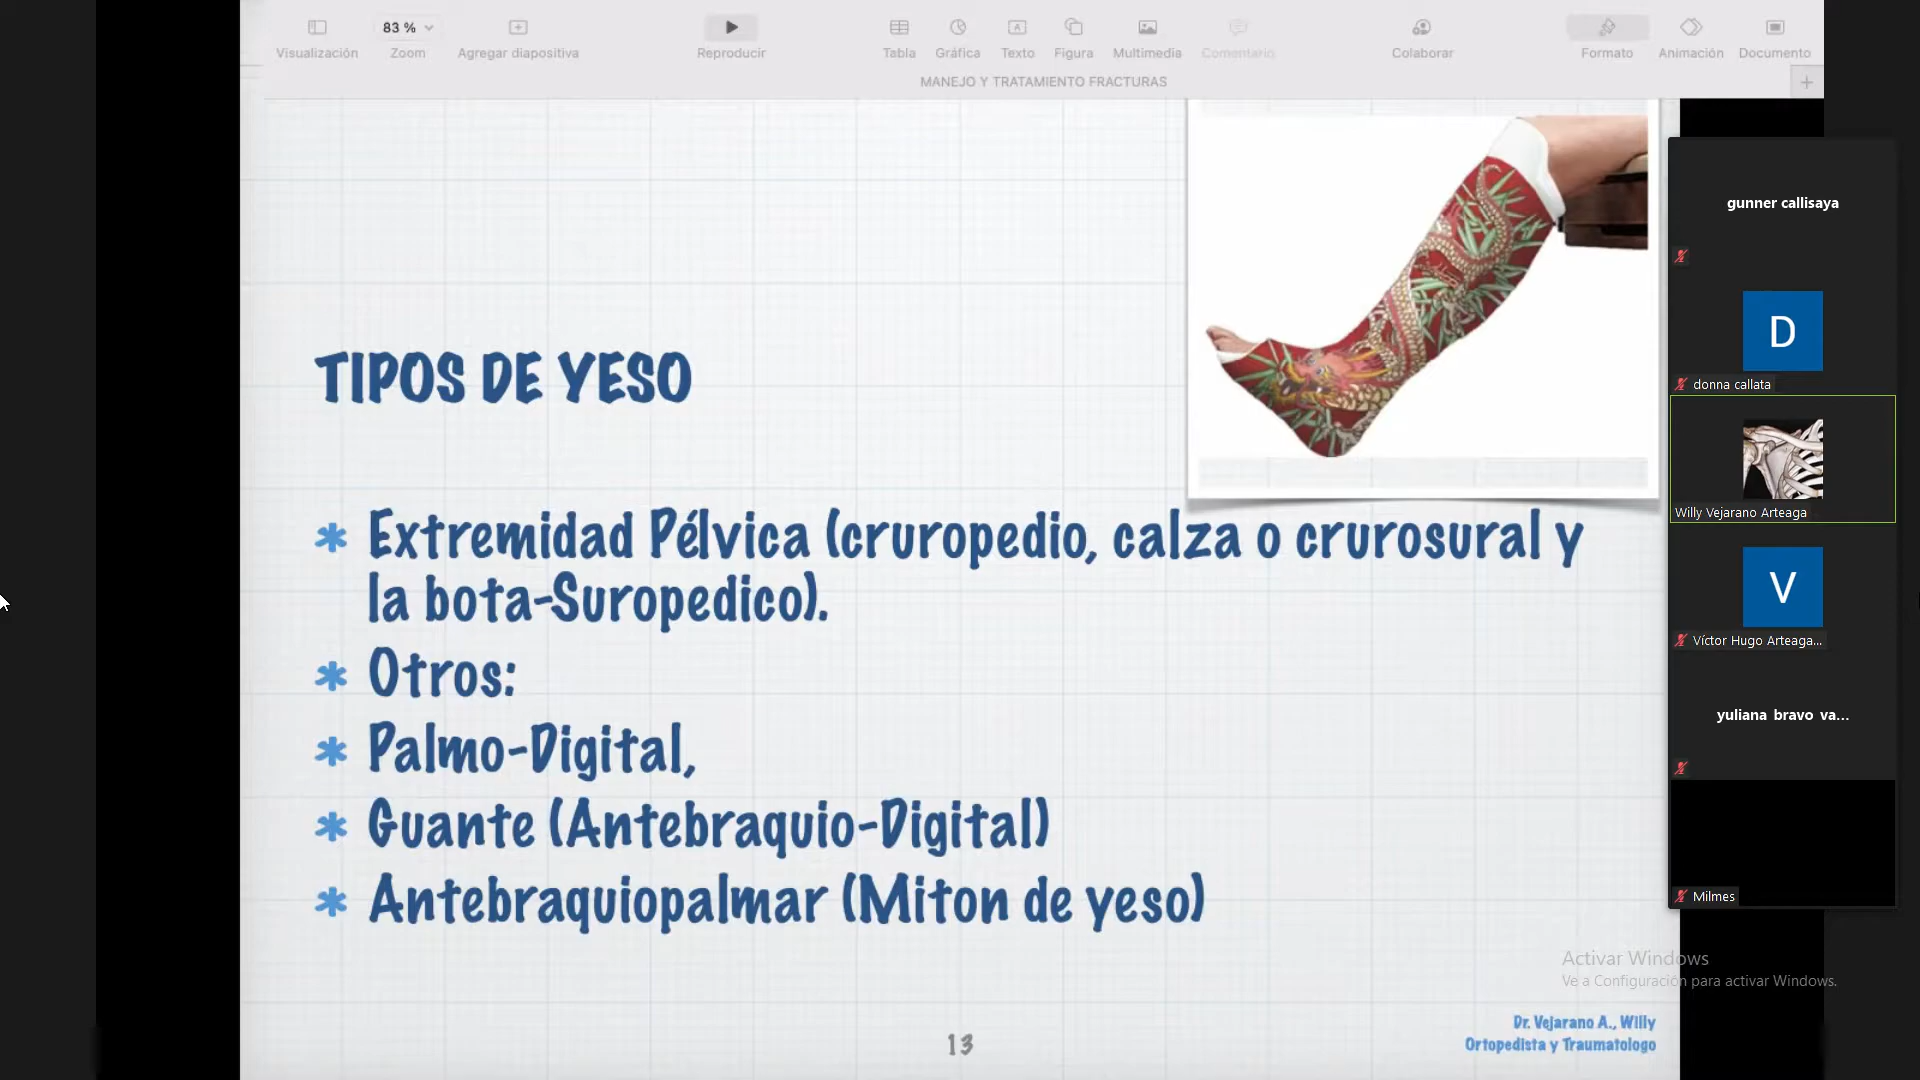 Visualización
83 %
Zoom
Agregar diapositiva
Reproducir
Tabla
Gráfica
Texto
Figura
Multimedia
Comentario
Colaborar
Formato
Animación
Documento
MANEJO Y TRATAMIENTO FRACTURAS
TIPOS DE YESO
* Extremidad Pélvica (cruropedio, calza o crurosural y
la bota-Suropedico).
* Otros:
* Palmo-Digital,
* Guante (Antebraquio-Digital)
* Antebraquiopalmar (Miton de yeso)
13
Dr. Vejarano A., Willy
Ortopedista y Traumatologo
gunner callisaya
D
donna callata
Willy Vejarano Arteaga
V
Víctor Hugo Arteaga...
yuliana bravo va...
Milmes
Activar Windows
Ve a Configuración para activar Windows.